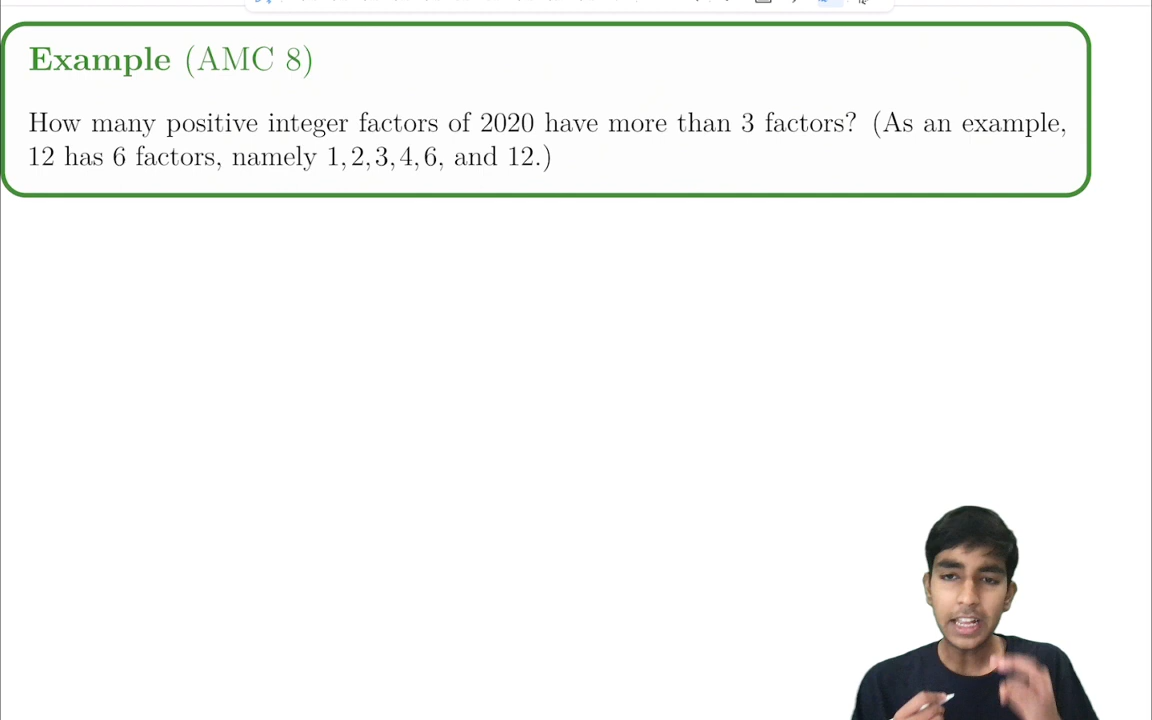 Example (AMC 8)
How many positive integer factors of 2020 have more than 3 factors? (As an example,
12 has 6 factors, namely 1, 2, 3, 4, 6, and 12.)